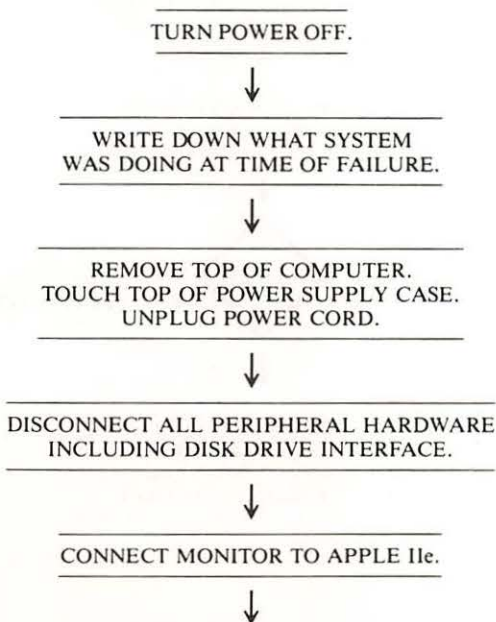 TURN POWER OFF.
WRITE DOWN WHAT SYSTEM
WAS DOING AT TIME OF FAILURE.
REMOVE TOP OF COMPUTER.
TOUCH TOP OF POWER SUPPLY CASE.
UNPLUG POWER CORD.
DISCONNECT ALL PERIPHERAL HARDWARE
INCLUDING DISK DRIVE INTERFACE.
CONNECT MONITOR TO APPLE IIe.